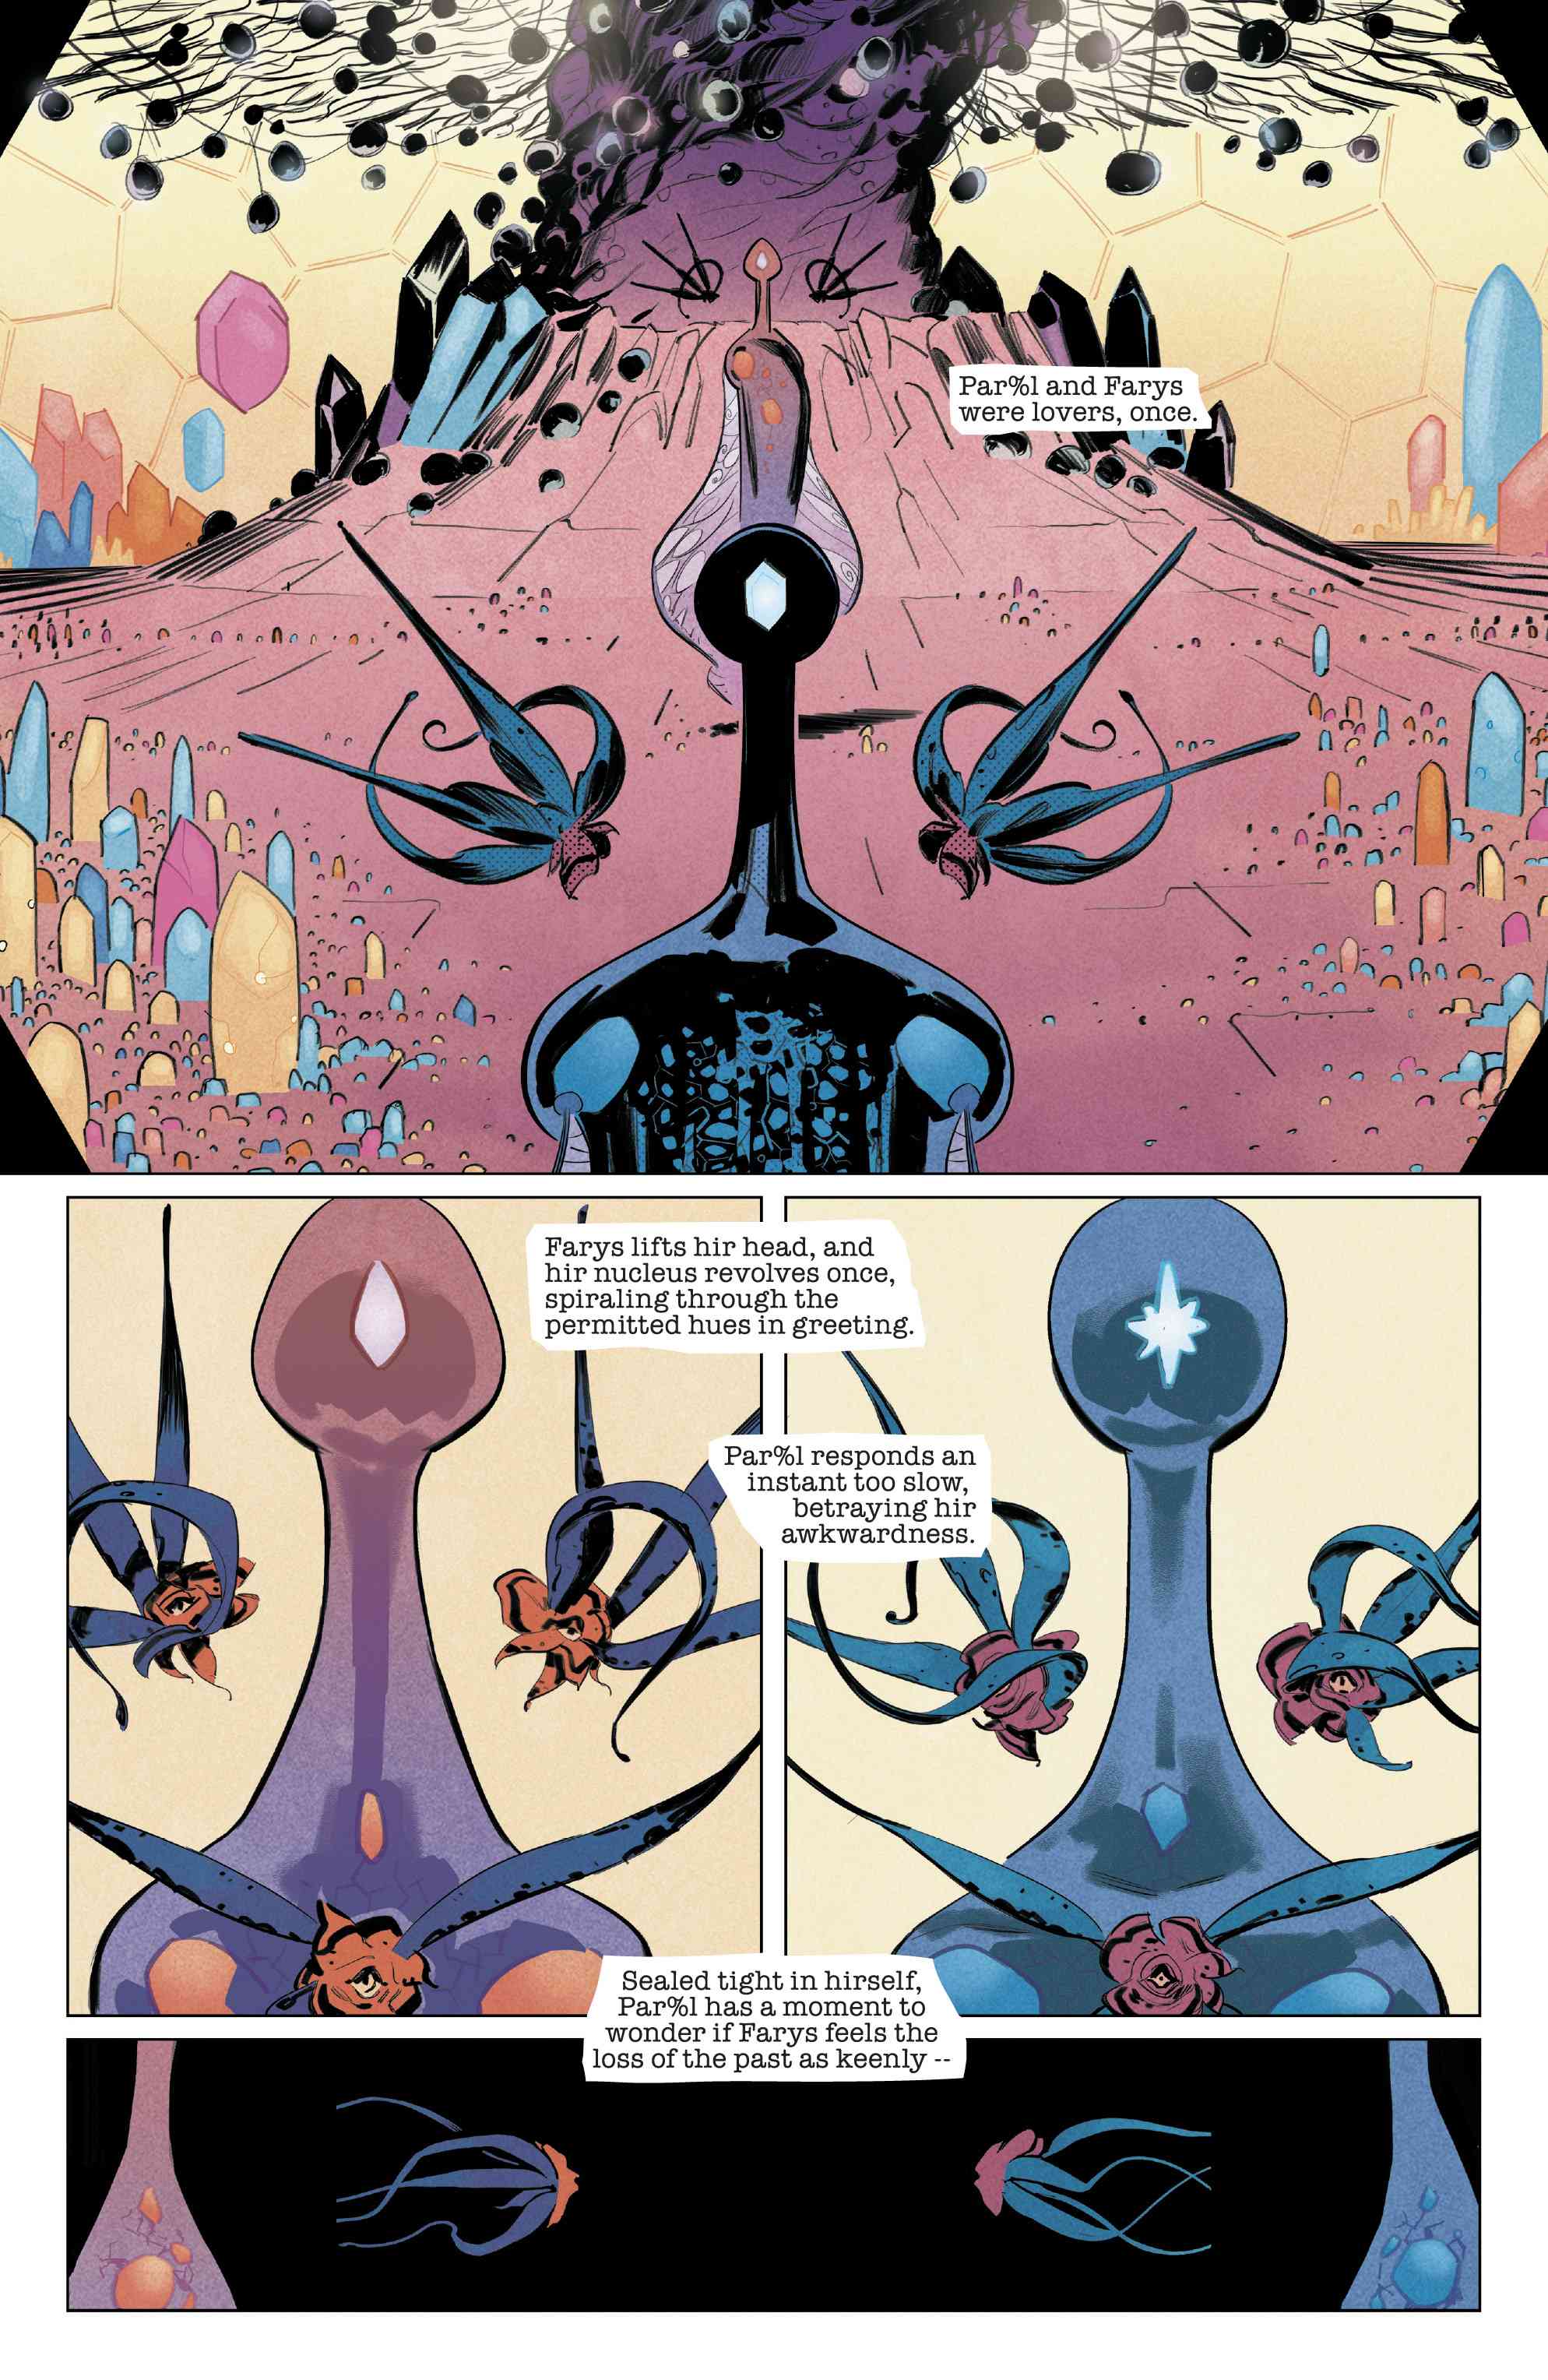 Par%l and Farys
were lovers, once.
Farys lifts hir head, and
hir nucleus revolves once,
spiraling through the
permitted hues in greeting.
Par%l responds an
instant too slow,
betraying hir
awkwardness.
Sealed tight in hirself,
Par%l has a moment to
wonder if Farys feels the
loss of the past as keenly --